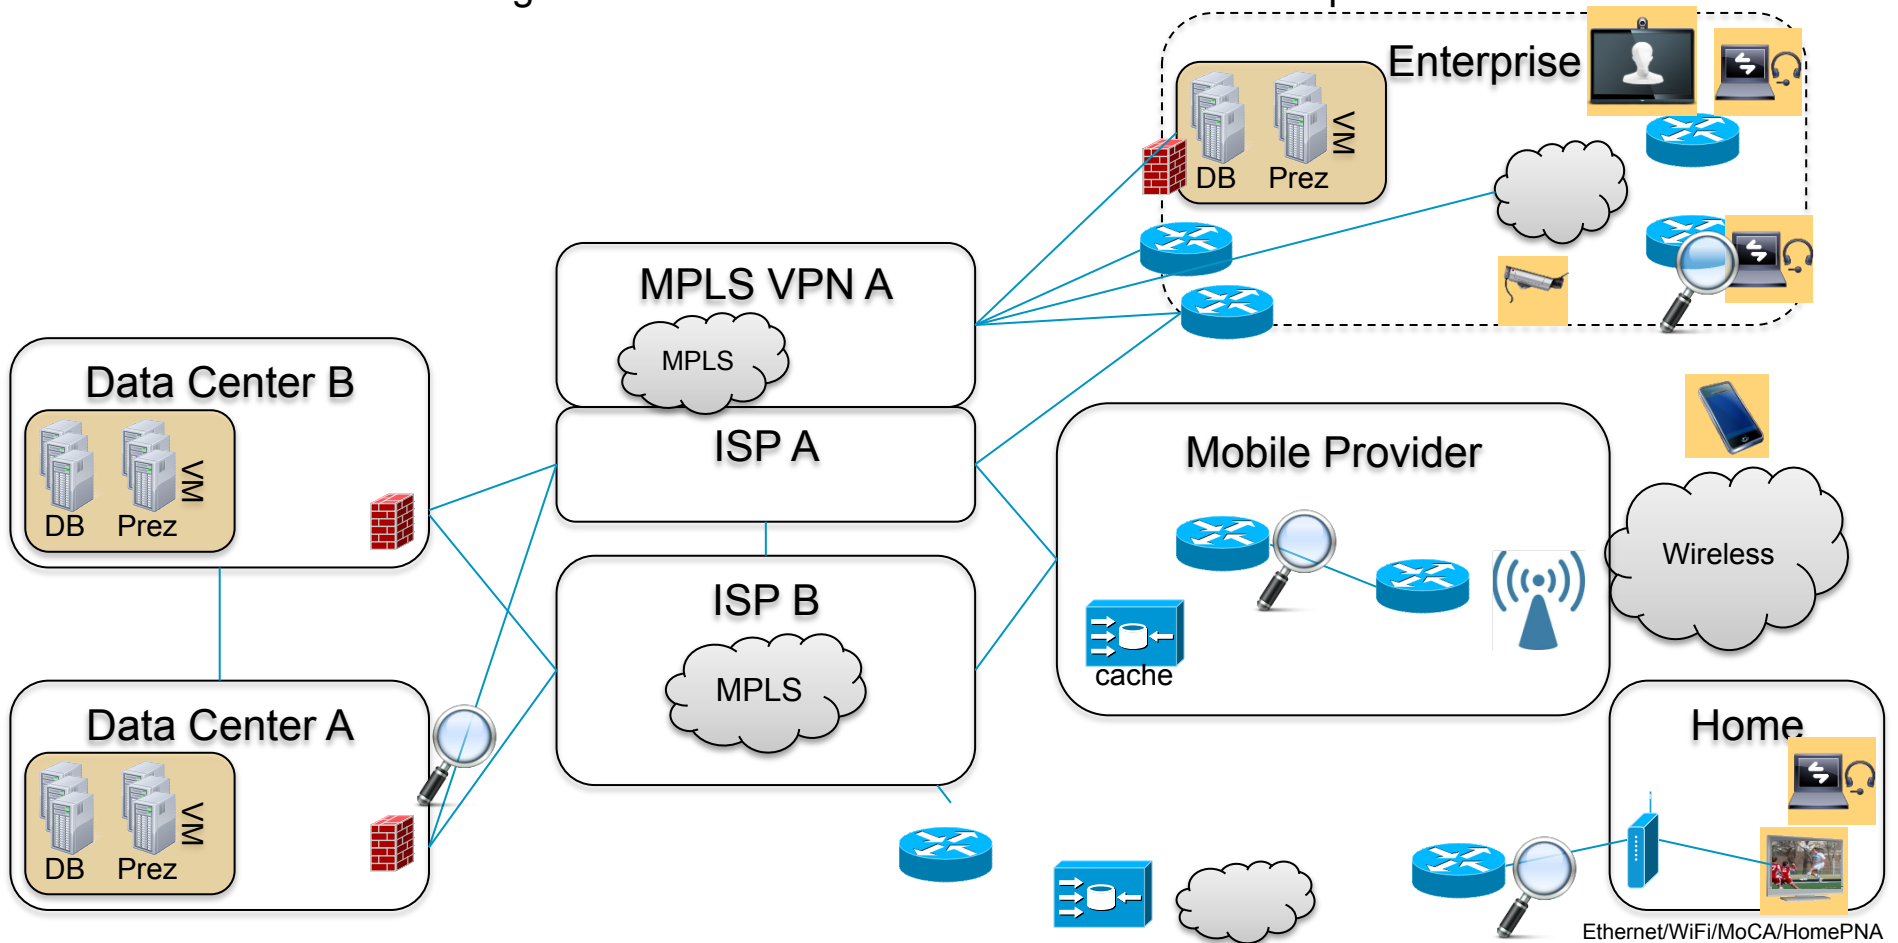 Enterprise
DB
Prez
VM
MPLS VPN A
MPLS
Data Center B
DB
Prez
VM
ISP A
Mobile Provider
Wireless
cache
ISP B
MPLS
Data Center A
DB
Prez
VM
Home
Ethernet/WiFi/MoCA/HomePNA